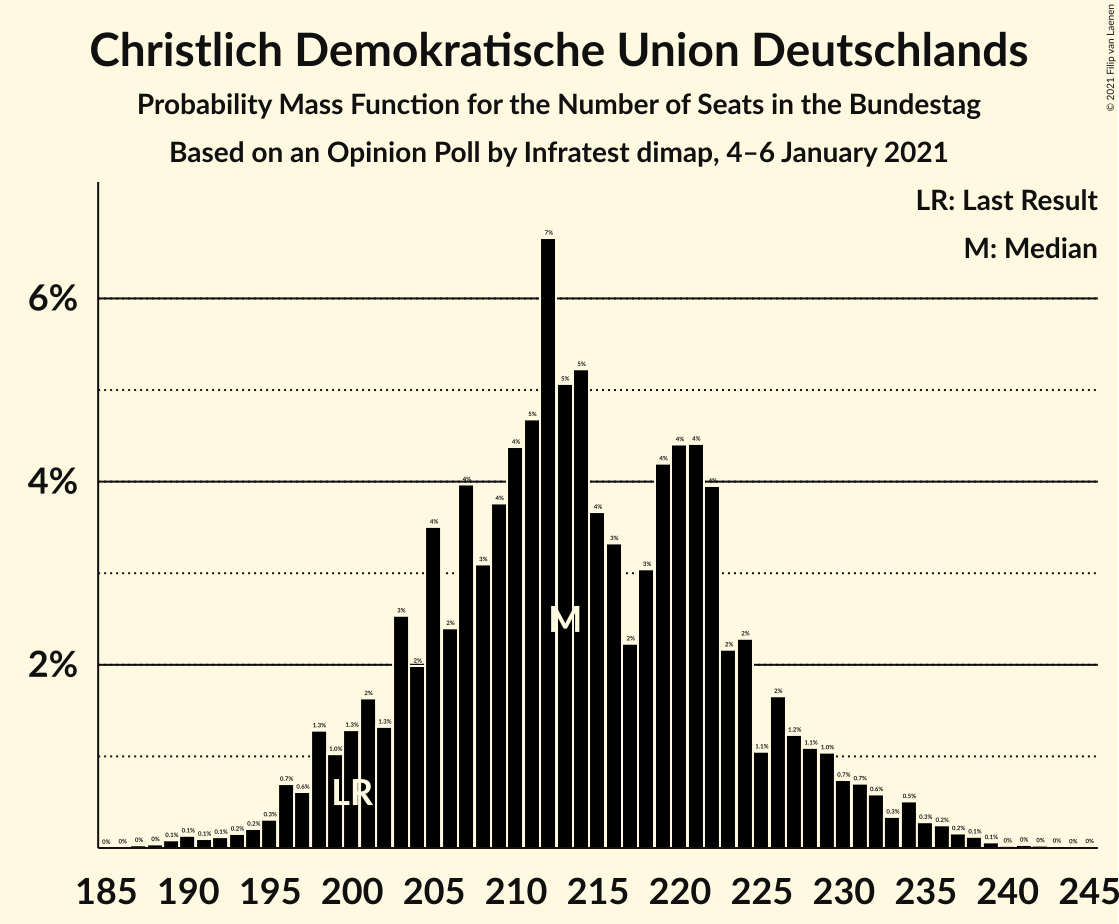 Christlich Demokratische Union Deutschlands
Probability Mass Function for the Number of Seats in the Bundestag
Based on an Opinion Poll by Infratest dimap, 4–6 January 2021
© 2021 Filip van Laenen
LR: Last Result
M: Median
6%
4%
2%
0% 0% 0% 0% 0.1% 0.1% 0.1% 0.1% 0.2% 0.2% 0.3% 0.7% 0.6% 1.3% 1.0% 1.3% 2% 1.3% 3% 2% 4% 2% 4% 3% 4% 4% 5% 7% 5% 5% 4% 3% 2% 3% 4% 4% 4% 4% 2% 2% 1.1% 2% 1.2% 1.1% 1.0% 0.7% 0.7% 0.6% 0.3% 0.5% 0.3% 0.2% 0.2% 0.1% 0.1% 0% 0% 0% 0% 0% 0%
M
LR
185 190 195 200 205 210 215 220 225 230 235 240 245